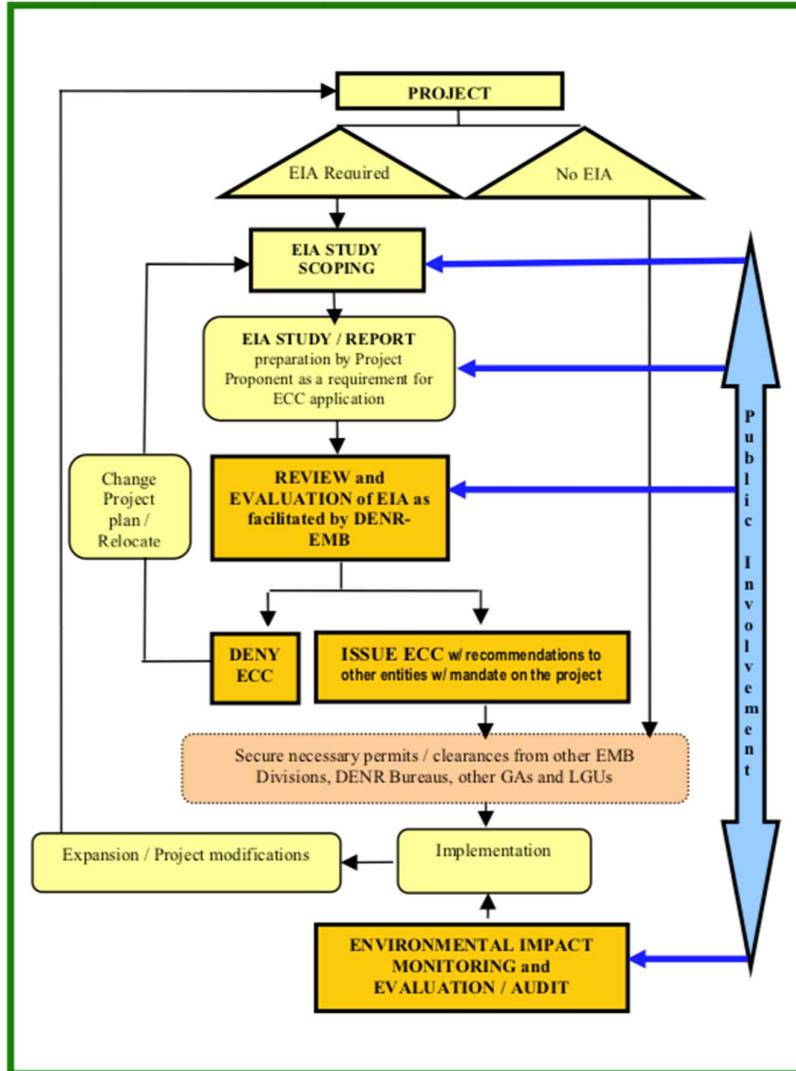 PROJECT
EIA Required
No EIA
EIA STUDY
SCOPING
EIA STUDY / REPORT
preparation by Project
Proponent as a requirement for
ECC application
Change
Project
plan /
Relocate
REVIEW and
EVALUATION of EIA as
facilitated by DENR-
EMB
DENY
ECC
ISSUE ECC w/ recommendations to
other entities w/ mandate on the project
Secure necessary permits / clearances from other EMB
Divisions, DENR Bureaus, other GAs and LGUs
Expansion / Project modifications
Implementation
ENVIRONMENTAL IMPACT
MONITORING and
EVALUATION / AUDIT
Public Involvement